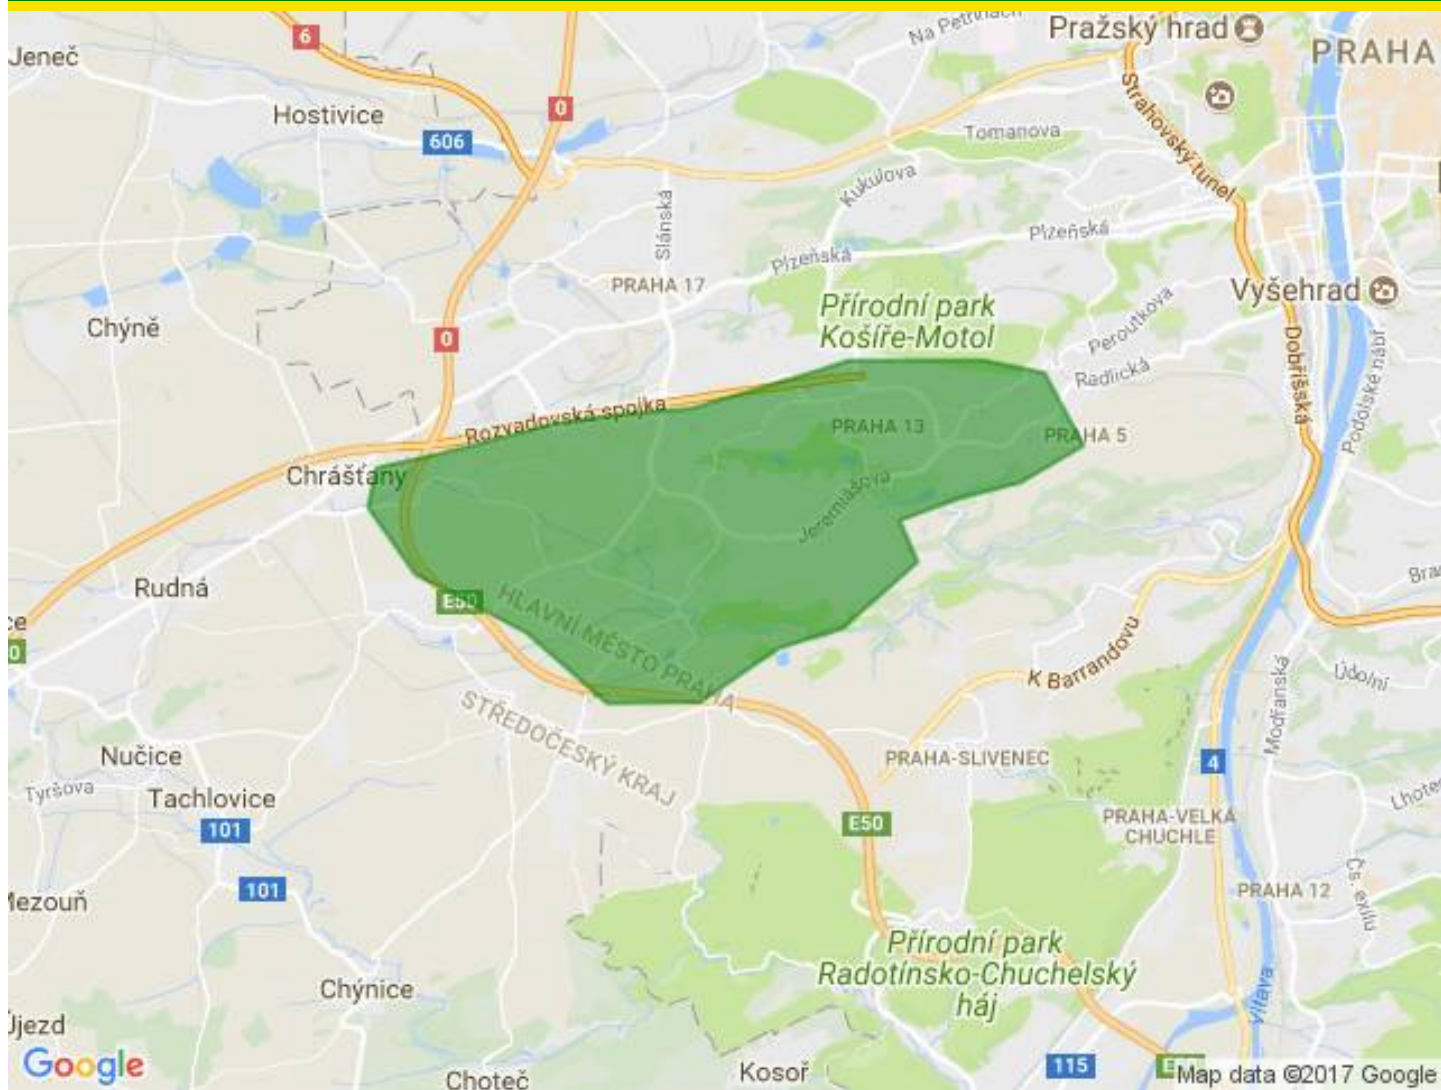 Na Petřinách
Pražský hrad
PRAHA
6
Jeneč
0
Hostivice
606
Strahovský tunel
Tomanova
Kukulova
Slánská
Plzeňská
Plzeňská
PRAHA 17
Vyšehrad
Chýně
0
Přírodní park
Košíře-Motol
Peroutkova
Radlická
Dobříšská
Podolské nábř.
Rozvadovská spojka
PRAHA 13
PRAHA 5
Chrášťany
Jeremiášova
Rudná
E50
HLAVNÍ MĚSTO PRAHA
ce
0
K Barrandovu
Údolní
Modřanská
STŘEDOČESKÝ KRAJ
Nučice
PRAHA-SLIVENEC
4
Tyršova
Tachlovice
101
E50
PRAHA-VELKÁ
CHUCHLE
101
PRAHA 12
Čs. exilu
Mezouň
Přírodní park
Radotínsko-Chuchelský
háj
Chýnice
Vltava
Újezd
Google
Choteč
Kosoř
115
Map data ©2017 Google